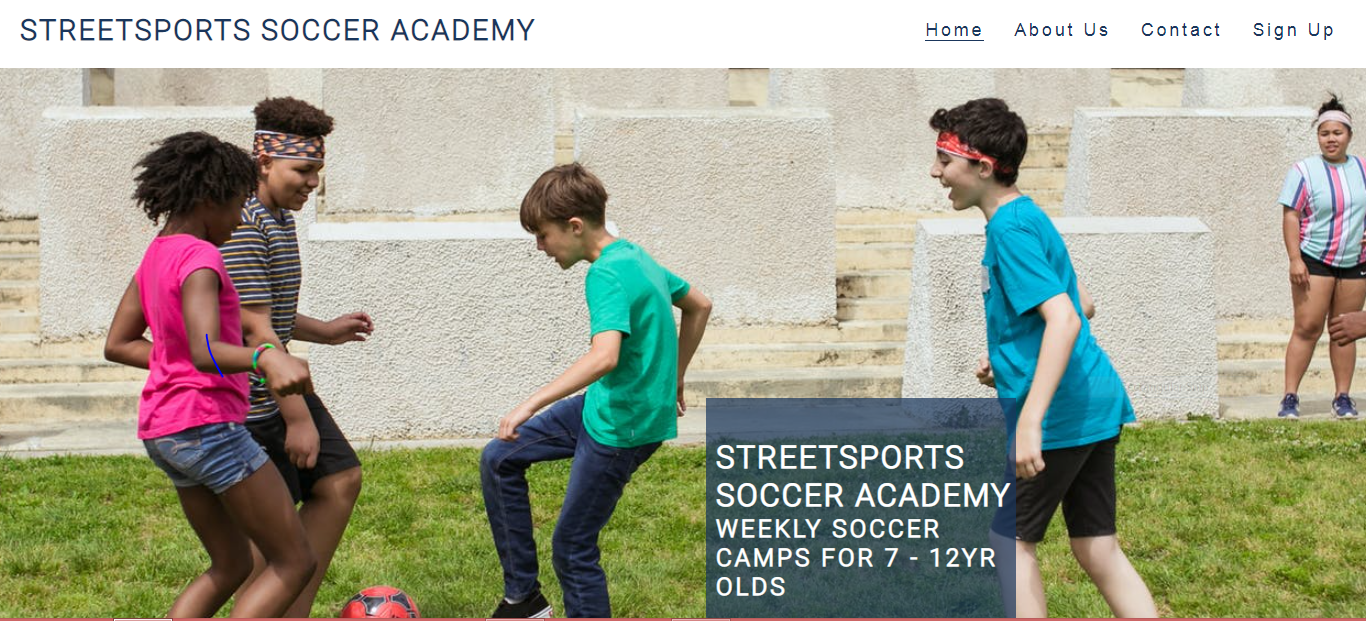 STREETSPORTS SOCCER ACADEMY
Home About Us Contact Sign Up
STREETSPORTS
SOCCER ACADEMY
WEEKLY SOCCER
CAMPS FOR 7 - 12YR
OLDS